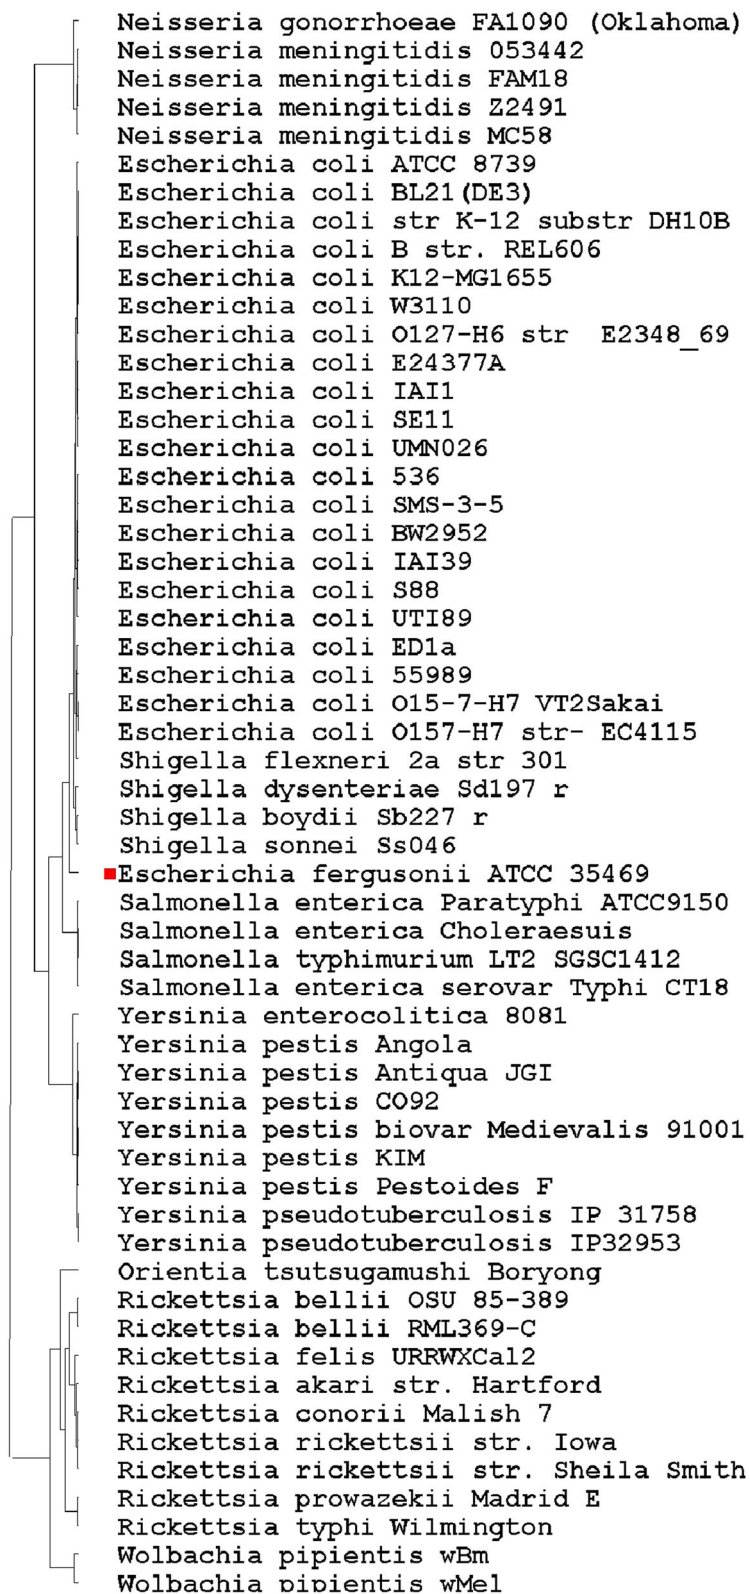 Neisseria gonorrhoeae FA1090 (Oklahoma)
Neisseria meningitidis 053442
Neisseria meningitidis FAM18
Neisseria meningitidis Z2491
Neisseria meningitidis MC58
Escherichia coli ATCC 8739
Escherichia coli BL21(DE3)
Escherichia coli str K-12 substr DH10B
Escherichia coli B str. REL606
Escherichia coli K12-MG1655
Escherichia coli W3110
Escherichia coli O127-H6 str E2348_69
Escherichia coli E24377A
Escherichia coli IAI1
Escherichia coli SE11
Escherichia coli UMN026
Escherichia coli 536
Escherichia coli SMS-3-5
Escherichia coli BW2952
Escherichia coli IAI39
Escherichia coli S88
Escherichia coli UTI89
Escherichia coli ED1a
Escherichia coli 55989
Escherichia coli O15-7-H7 VT2Sakai
Escherichia coli O157-H7 str- EC4115
Shigella flexneri 2a str 301
Shigella dysenteriae Sd197 r
Shigella boydii Sb227 r
Shigella sonnei Ss046
Escherichia fergusonii ATCC 35469
Salmonella enterica Paratyphi ATCC9150
Salmonella enterica Choleraesuis
Salmonella typhimurium LT2 SGSC1412
Salmonella enterica serovar Typhi CT18
Yersinia enterocolitica 8081
Yersinia pestis Angola
Yersinia pestis Antiqua JGI
Yersinia pestis CO92
Yersinia pestis biovar Medievalis 91001
Yersinia pestis KIM
Yersinia pestis Pestoides F
Yersinia pseudotuberculosis IP 31758
Yersinia pseudotuberculosis IP32953
Orientia tsutsugamushi Boryong
Rickettsia bellii OSU 85-389
Rickettsia bellii RML369-C
Rickettsia felis URRWXCal2
Rickettsia akari str. Hartford
Rickettsia conorii Malish 7
Rickettsia rickettsii str. Iowa
Rickettsia rickettsii str. Sheila Smith
Rickettsia prowazekii Madrid E
Rickettsia typhi Wilmington
Wolbachia pipientis wBm
Wolbachia pipientis wMel